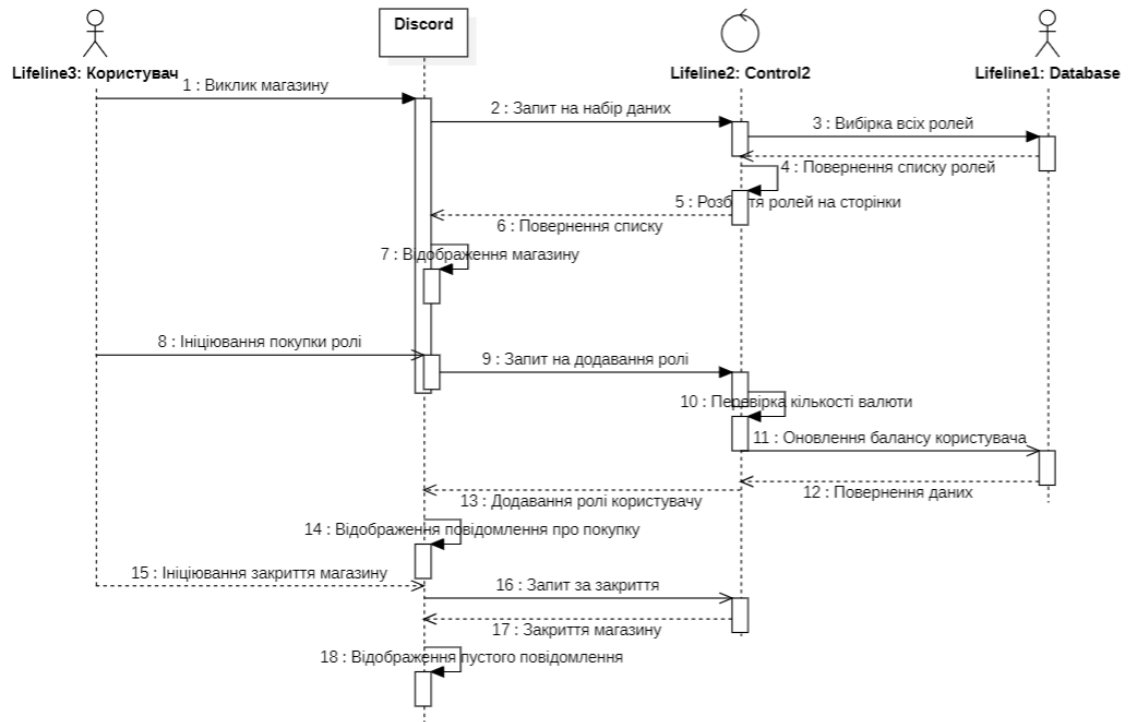 Discord
Lifeline3: Користувач
Lifeline2: Control2
Lifeline1: Database
1 : Виклик магазину
2 : Запит на набір даних
3 : Вибірка всіх ролей
4 : Повернення списку ролей
5 : Розбиття ролей на сторінки
6 : Повернення списку
7 : Відображення магазину
8 : Ініціювання покупки ролі
9 : Запит на додавання ролі
10 : Перевірка кількості валюти
11 : Оновлення балансу користувача
12 : Повернення даних
13 : Додавання ролі користувачу
14 : Відображення повідомлення про покупку
15 : Ініціювання закриття магазину
16 : Запит за закриття
17 : Закриття магазину
18 : Відображення пустого повідомлення